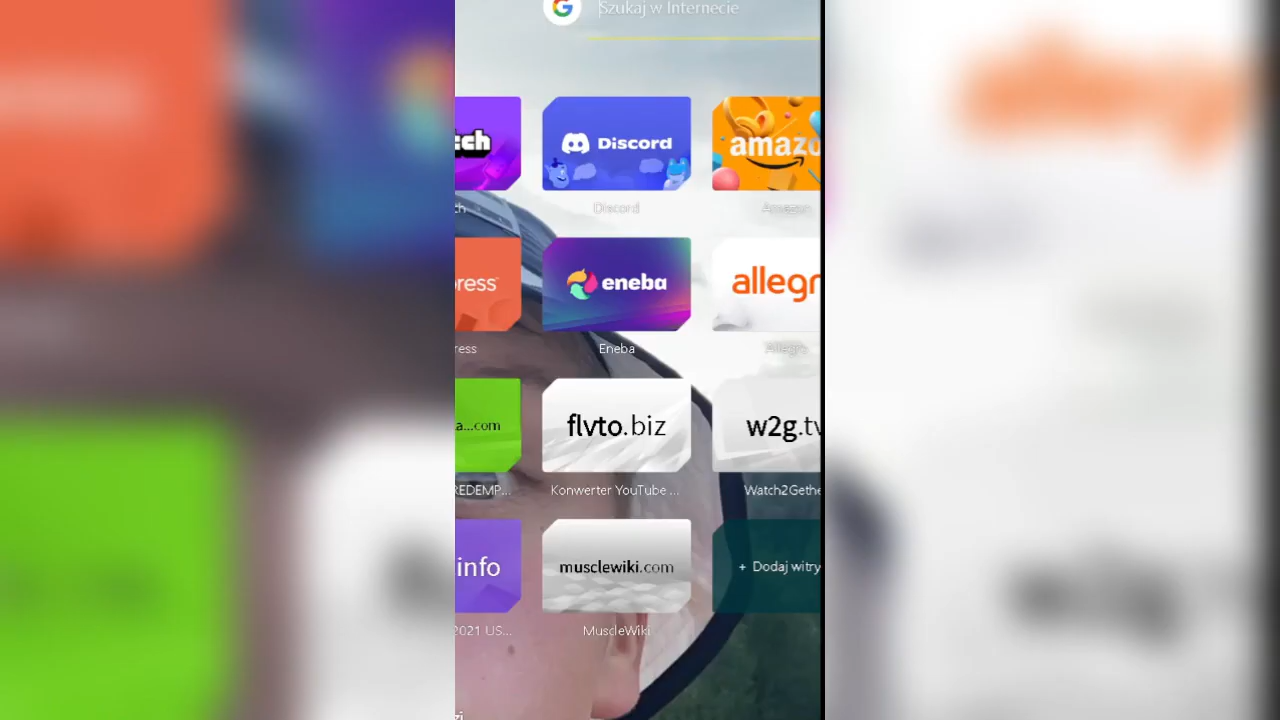 Szukaj w Internecie
tch
Discord
amazo
ch
Discord
Amazon
ress
eneba
allegr
ress
Eneba
Allegro
a...com
flvto.biz
w2g.tv
REDEMP...
Konwerter YouTube ...
Watch2Gethe
info
musclewiki.com
+ Dodaj witry
2021 US...
MuscleWiki